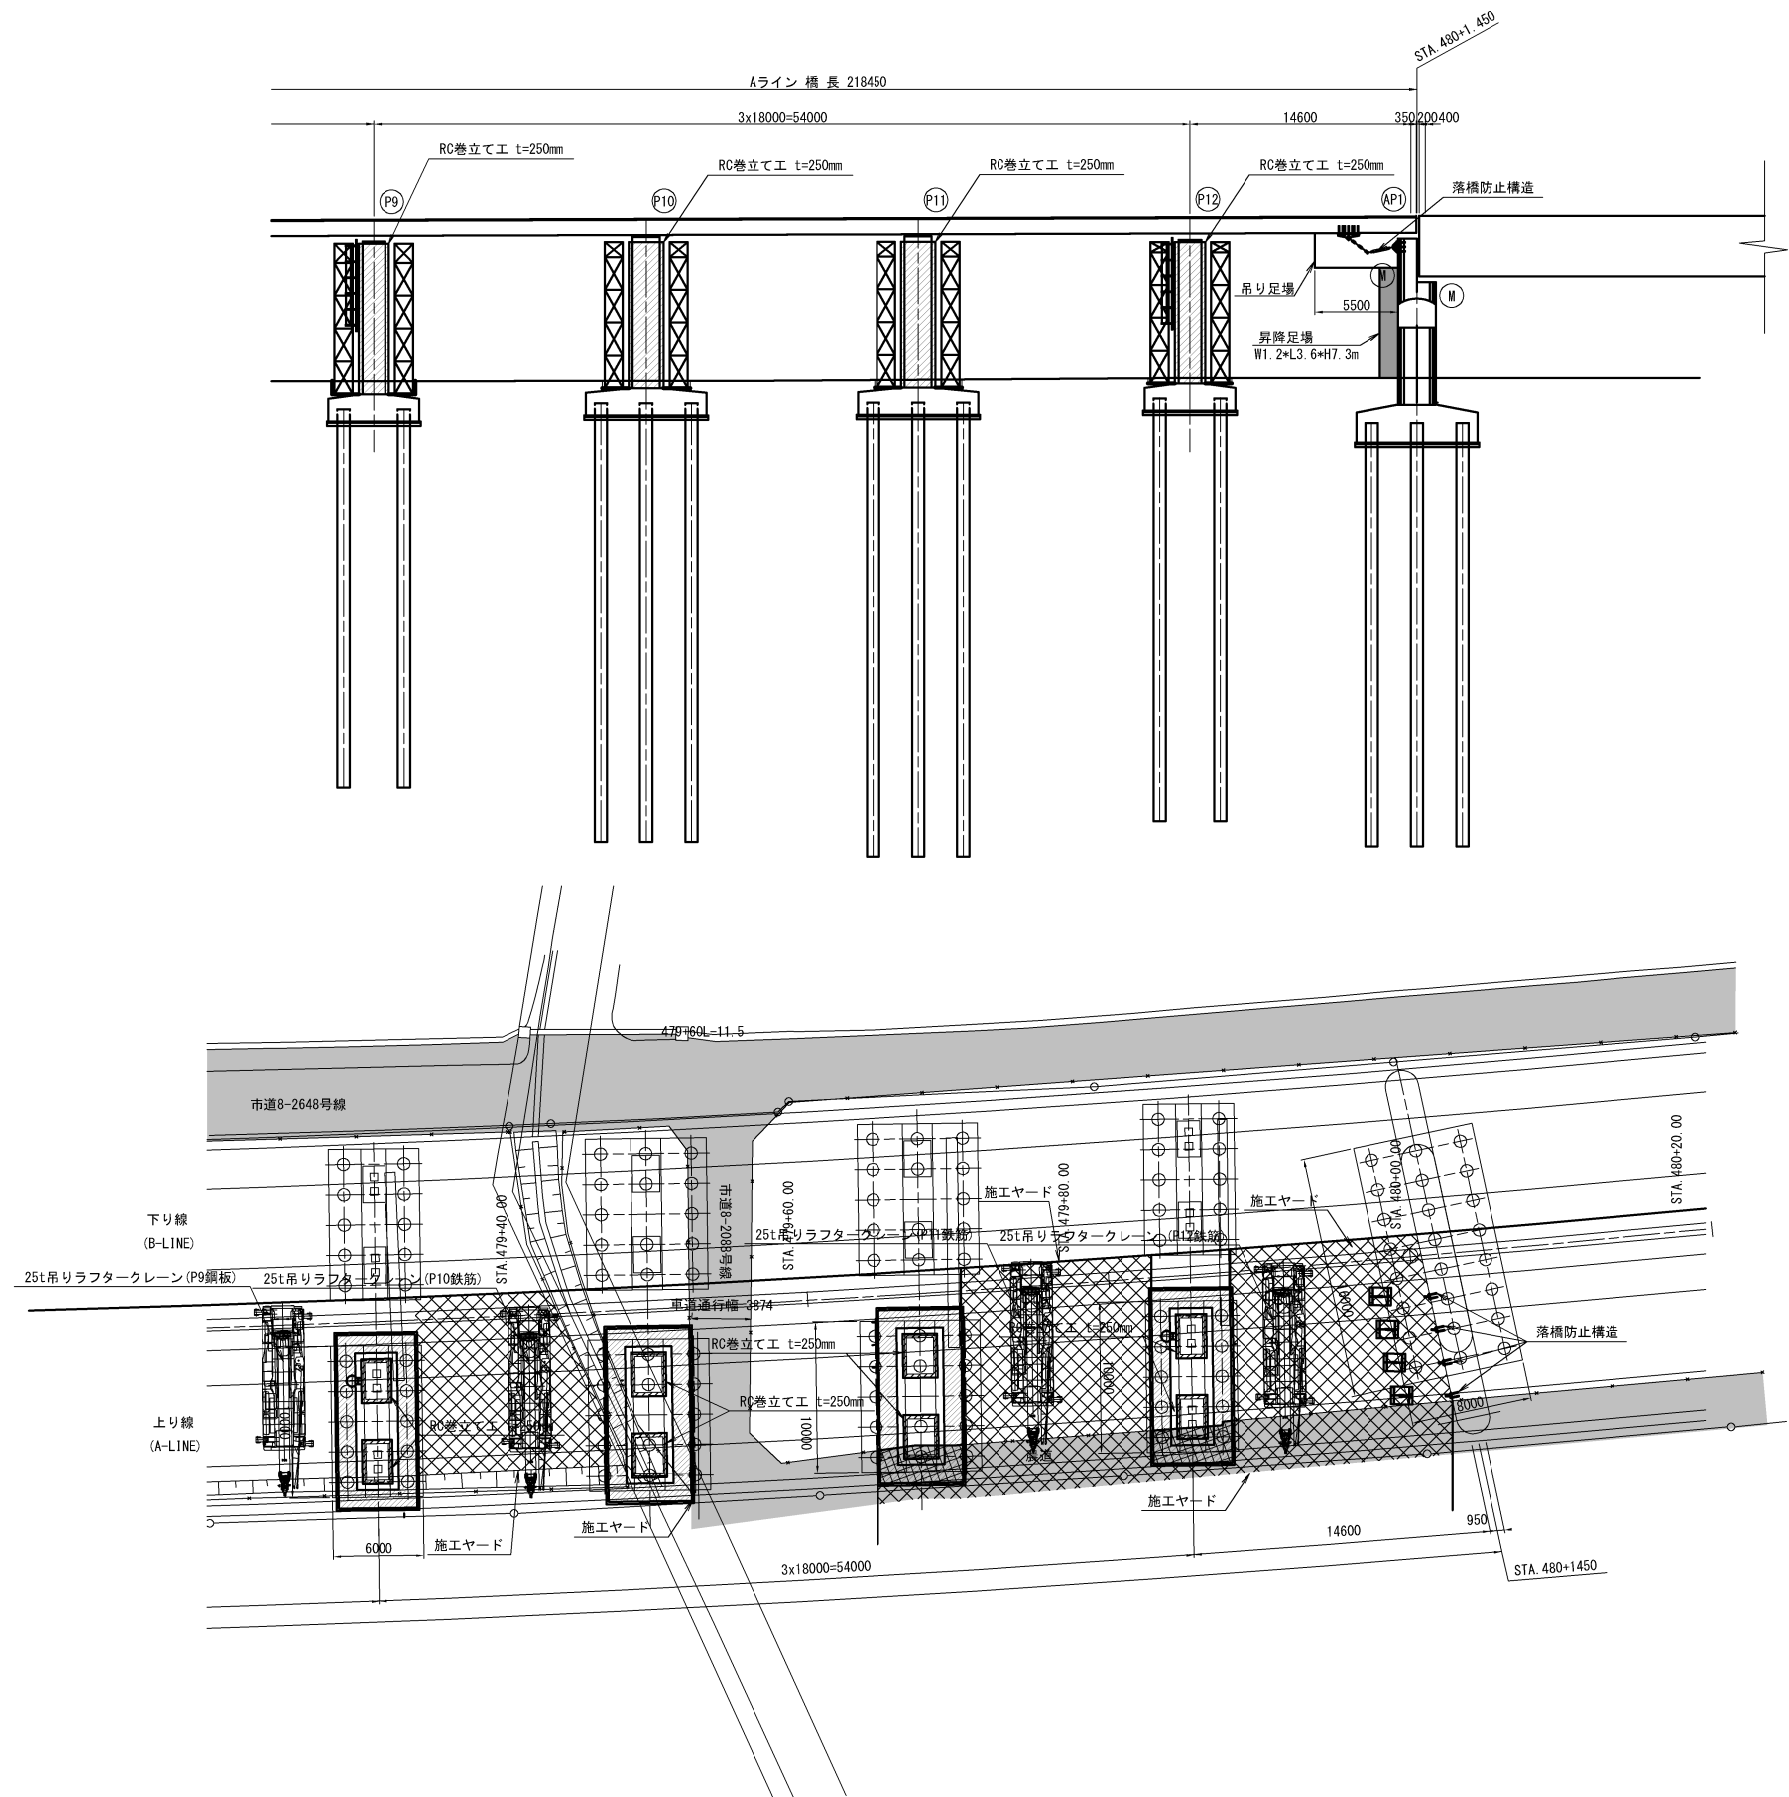 STA.480+1.450
Aライン 橋 長 218450
3x18000=54000
14600
350
200
400
RC巻立て工 t=250mm
RC巻立て工 t=250mm
RC巻立て工 t=250mm
RC巻立て工 t=250mm
落橋防止構造
P9
P10
P11
P12
AP1
M
M
吊り足場
5500
昇降足場
W1.2*L3.6*H7.3m
479+60L-11.5
市道8-2648号線
市道8-2088号線
STA.479+40.00
STA.479+60.00
STA.479+80.00
STA.480+00.00
STA.480+20.00
下り線
(B-LINE)
施工ヤード
施工ヤード
25t吊りラフタークレーン(P11鉄筋)
25t吊りラフタークレーン(P12鉄筋)
25t吊りラフタークレーン(P9鋼板)
25t吊りラフタークレーン(P10鉄筋)
車道通行幅-3874
RC巻立て工 t=250mm
RC巻立て工 t=250mm
RC巻立て工
t=250mm
落橋防止構造
上り線
(A-LINE)
10000
10000
8000
農道
施工ヤード
施工ヤード
施工ヤード
6000
14600
950
3x18000=54000
STA.480+1450